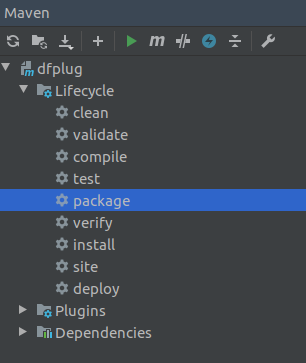 Maven
m
dfplug
Lifecycle
clean
validate
compile
test
package
verify
install
site
deploy
Plugins
Dependencies